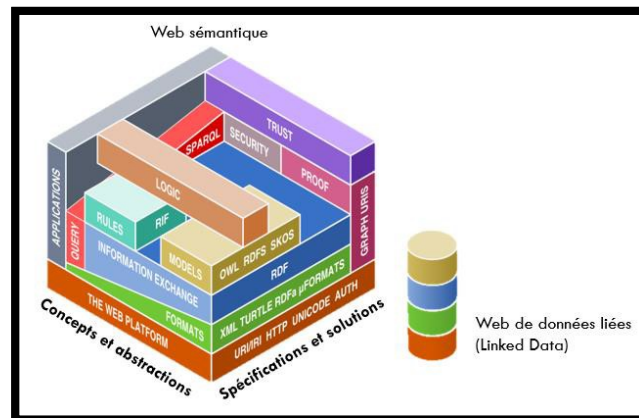 Web sémantique
TRUST
SPARQL
SECURITY
PROOF
LOGIC
APPLICATIONS
QUERY
RULES
RIF
MODELS
OWL RDFS SKOS
GRAPH URIS
INFORMATION EXCHANGE
RDF
FORMATS
XML TURTLE RDFa µFORMATS
THE WEB PLATFORM
URI/IRI HTTP UNICODE AUTH
Concepts et abstractions
Spécifications et solutions
Web de données liées
(Linked Data)